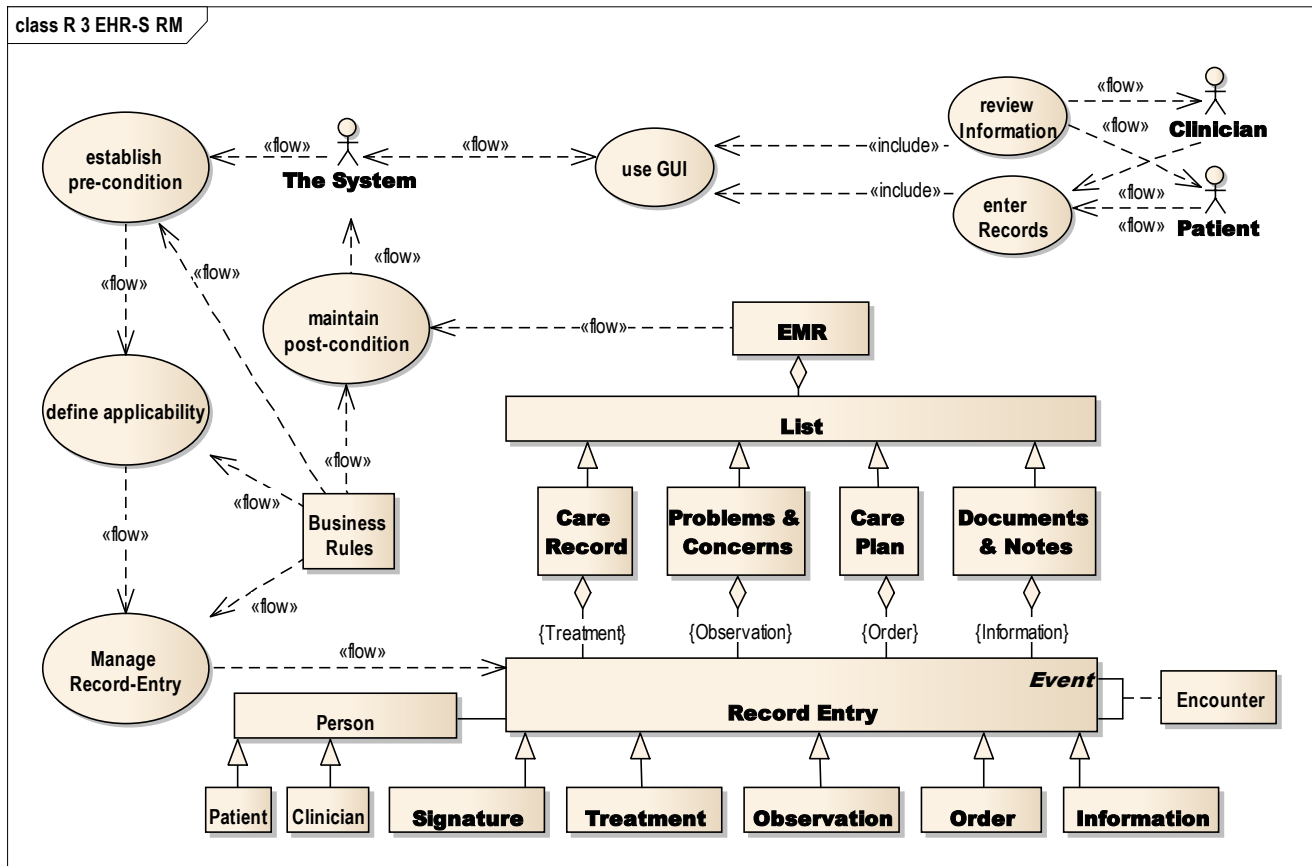 class R 3 EHR-S RM
«flow»
review
Information
Clinician
«flow»
«flow»
establish
pre-condition
«flow»
The System
«flow»
use GUI
«include»
«include»
enter
Records
«flow»
«flow»
Patient
«flow»
«flow»
«flow»
maintain
post-condition
«flow»
EMR
define applicability
List
«flow»
«flow»
«flow»
Business
Rules
Care
Record
Problems &
Concerns
Care
Plan
Documents
& Notes
«flow»
{Treatment}
{Observation}
{Order}
{Information}
Manage
Record-Entry
«flow»
Event
Record Entry
Encounter
Person
Patient
Clinician
Signature
Treatment
Observation
Order
Information